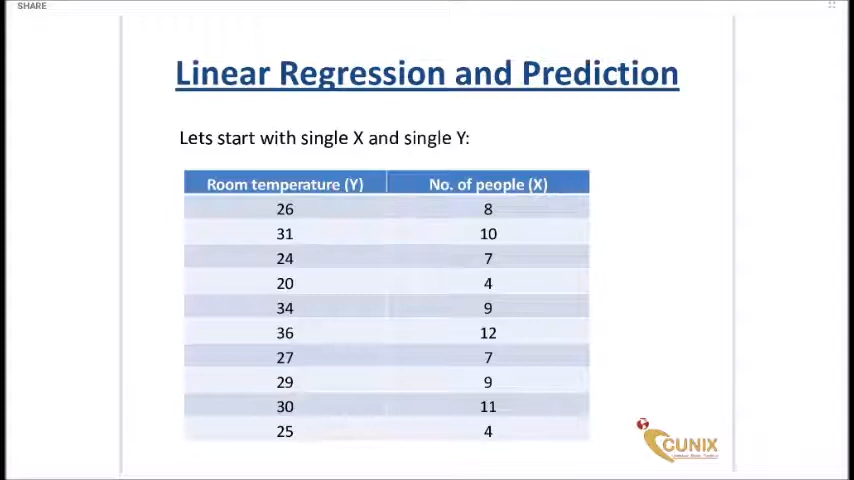 SHARE
Linear Regression and Prediction
Lets start with single X and single Y:
Room temperature (Y) No. of people (X)
26 8
31 10
24 7
20 4
34 9
36 12
27 7
29 9
30 11
25 4
CUNIX